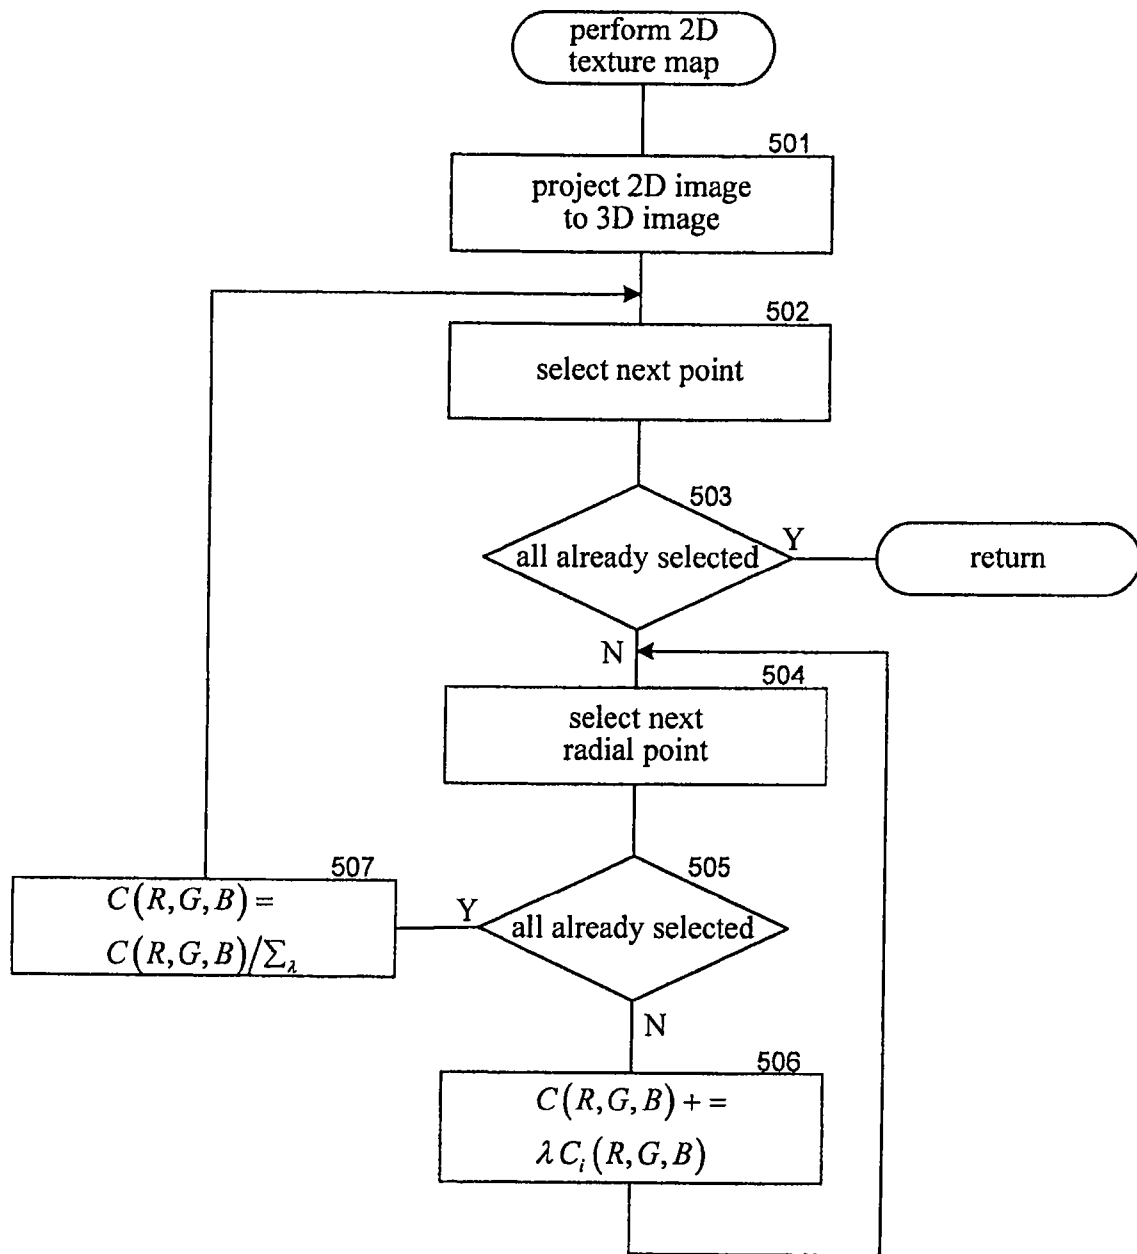 perform 2D
texture map
501
project 2D image
to 3D image
502
select next point
503
all already selected
Y
return
N
504
select next
radial point
505
all already selected
Y
507
C(R,G,B)=
C(R,G,B)/Σλ
N
506
C(R,G,B)+=
λCi(R,G,B)